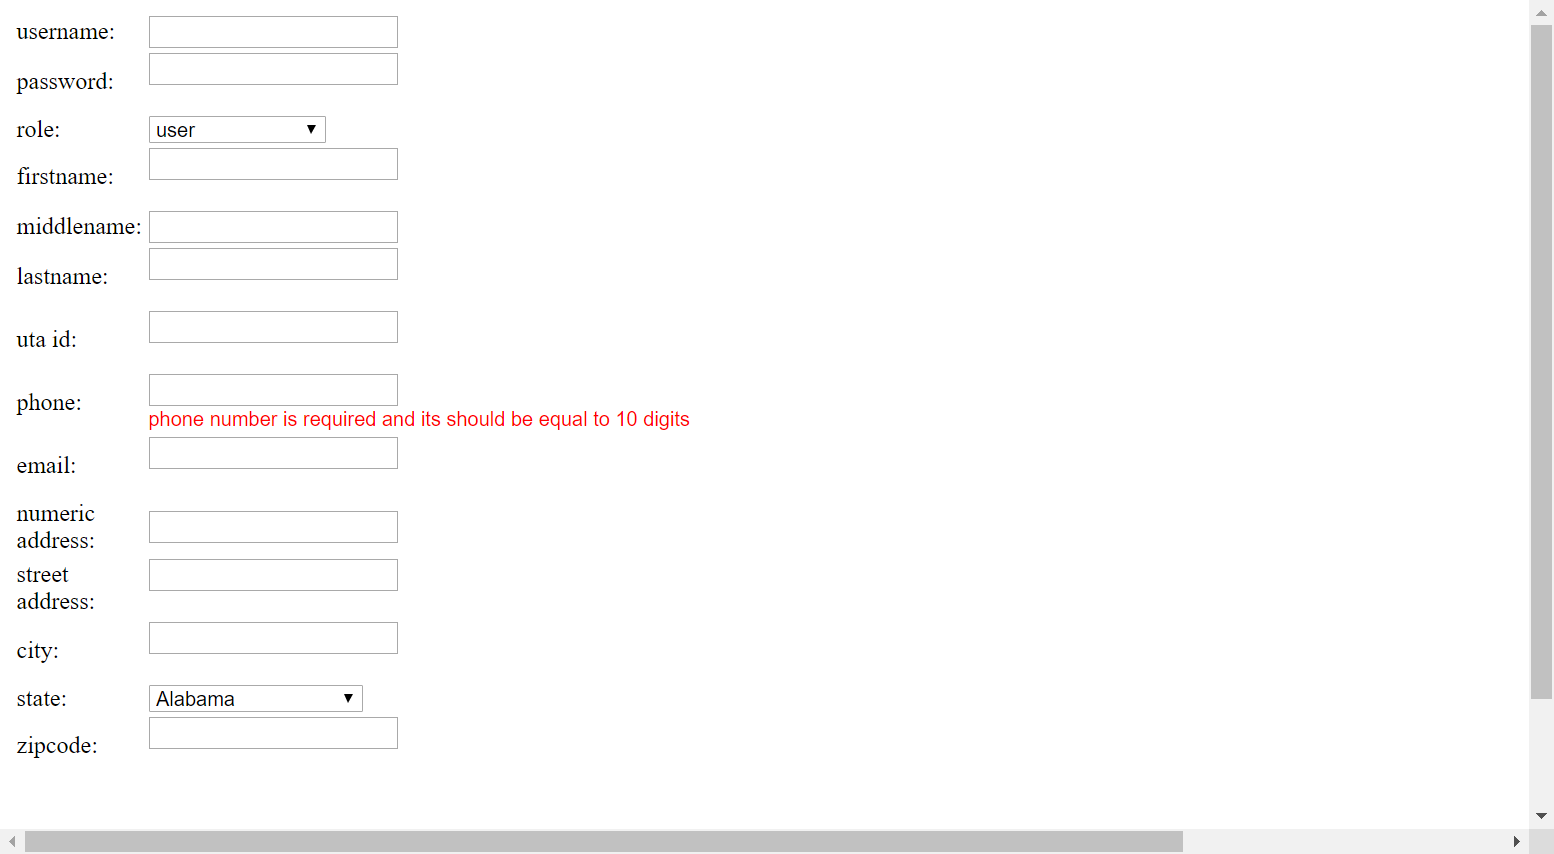 username:
password:
role: user
firstname:
middlename:
lastname:
uta id:
phone:
phone number is required and its should be equal to 10 digits
email:
numeric
address:
street
address:
city:
state: Alabama
zipcode: